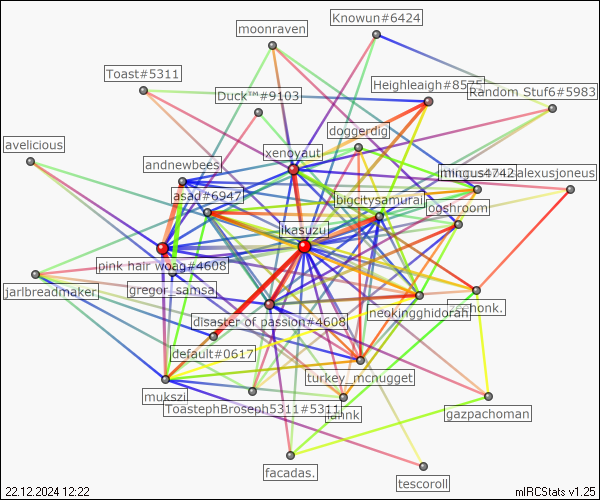 Knowun#6424
moonraven
Toast#5311
Heighleaigh#8575
Random Stuf6#5983
Duck™#9103
doggerdig
avelicious
xenoyaut
andnewbees
mingus4742
alexusjoneus
asad#6947
bigcitysamurai
ogshroom
ikasuzu
pink hair woag#4608
jarlbreadmaker
gregor_samsa
honk.
neokingghidorah
disaster of passion#4608
default#0617
turkey_mcnugget
mukszi
ToastephBroseph5311#5311
gazpachoman
facadas.
tescoroll
22.12.2024 12:22
mIRCStats v1.25